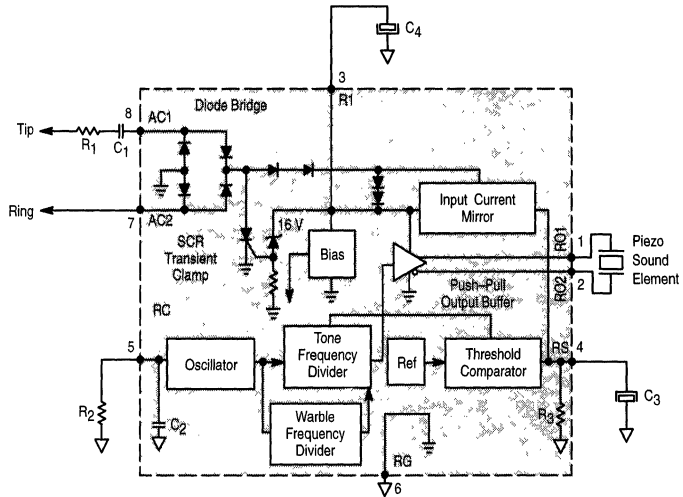 C4
3
R1
Diode Bridge
8
AC1
Tip
R1
C1
Ring
7
AC2
SCR
Transient
Clamp
16 V
Bias
Input Current
Mirror
RO1
1
Piezo
Sound
Element
RO2
2
Push–Pull
Output Buffer
RC
5
Oscillator
Tone
Frequency
Divider
Ref
Threshold
Comparator
RS
4
R2
C2
Warble
Frequency
Divider
R3
C3
RG
6